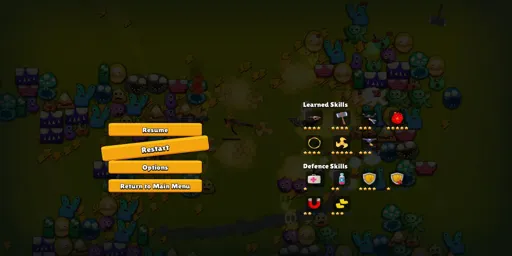 Resume
Restart
Options
Return to Main Menu
Learned Skills
Defence Skills